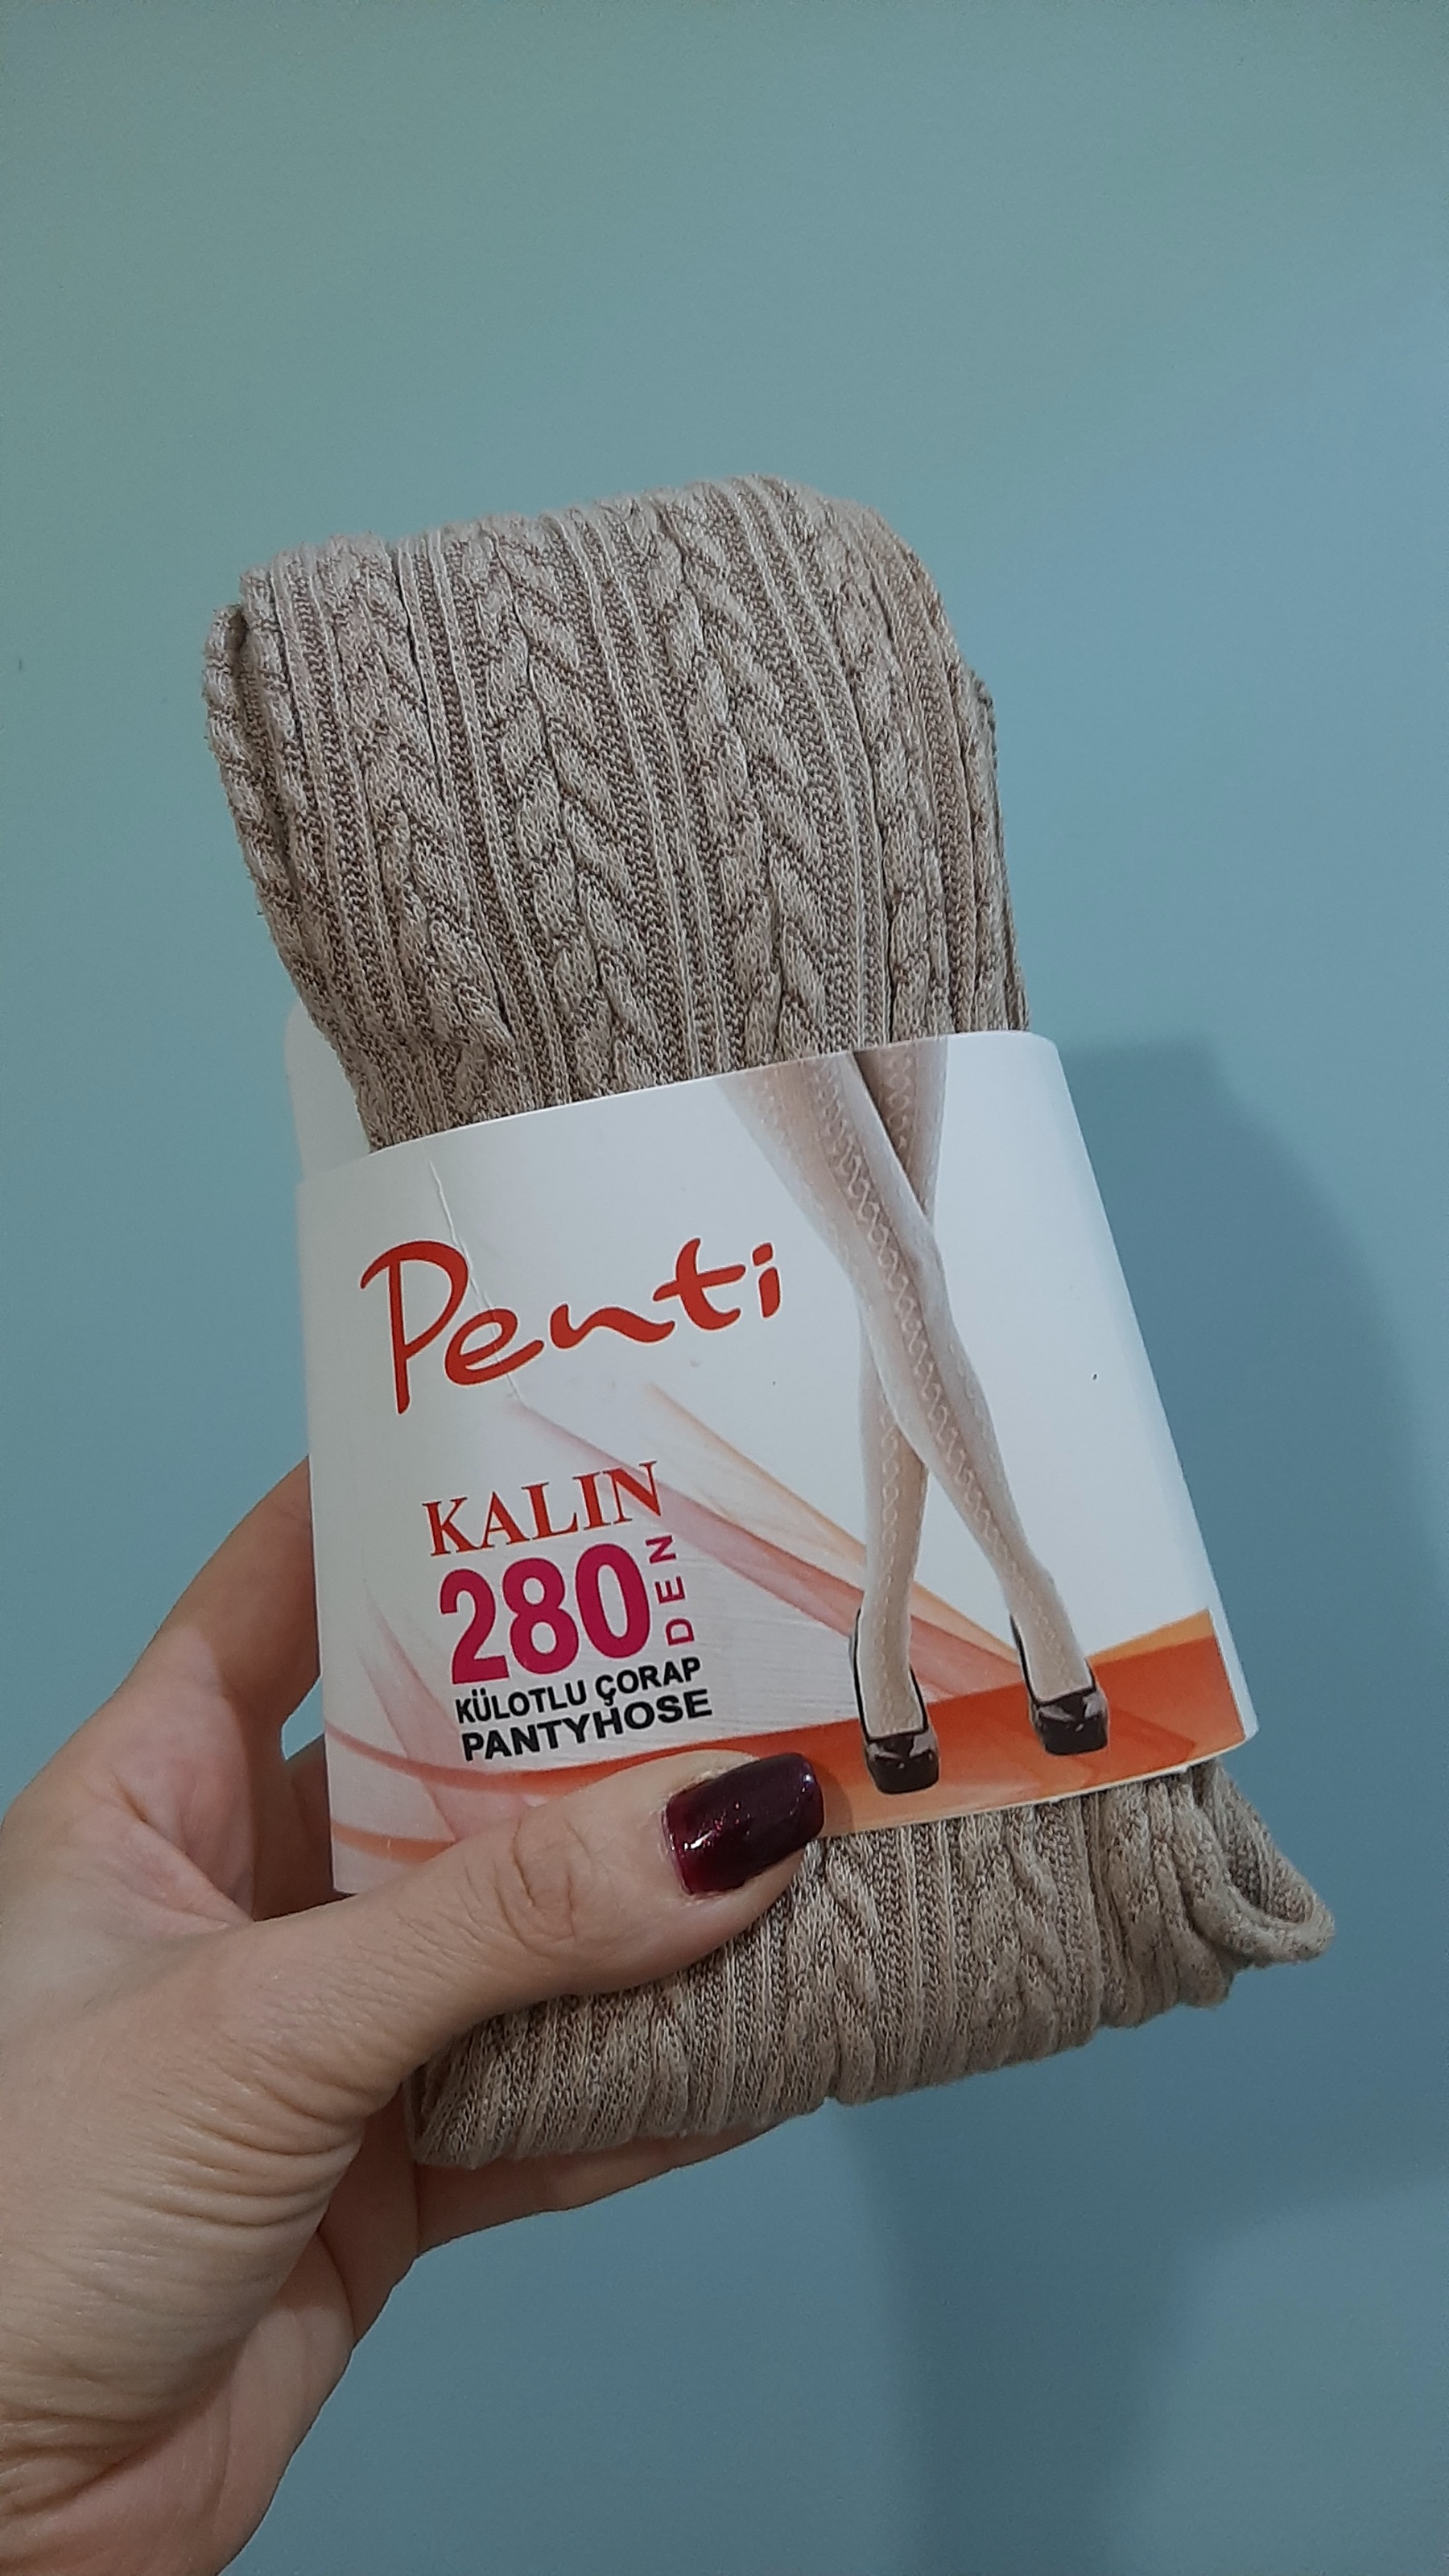 Penti
KALIN
280 DEN
KÜLOTLU ÇORAP
PANTYHOSE